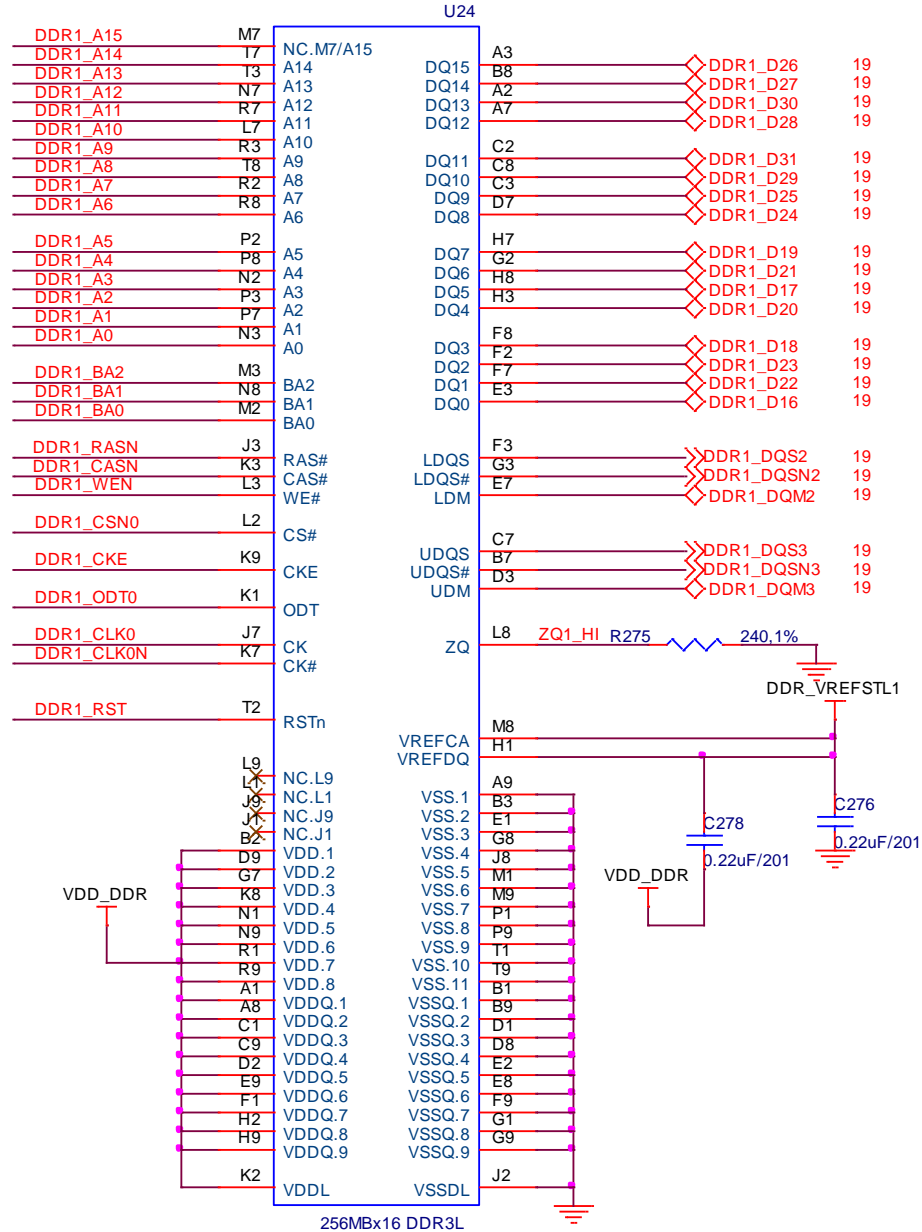 U24
DDR1_A15 M7 NC.M7/A15
DDR1_A14 T7 A14
DDR1_A13 T3 A13
DDR1_A12 N7 A12
DDR1_A11 R7 A11
DDR1_A10 L7 A10
DDR1_A9 R3 A9
DDR1_A8 T8 A8
DDR1_A7 R2 A7
DDR1_A6 R8 A6
DDR1_A5 P2 A5
DDR1_A4 P8 A4
DDR1_A3 N2 A3
DDR1_A2 P3 A2
DDR1_A1 P7 A1
DDR1_A0 N3 A0
DDR1_BA2 M3 BA2
DDR1_BA1 N8 BA1
DDR1_BA0 M2 BA0
DDR1_RASN J3 RAS#
DDR1_CASN K3 CAS#
DDR1_WEN L3 WE#
DDR1_CSN0 L2 CS#
DDR1_CKE K9 CKE
DDR1_ODT0 K1 ODT
DDR1_CLK0 J7 CK
DDR1_CLK0N K7 CK#
DDR1_RST T2 RSTn
L9 NC.L9
L1 NC.L1
J9 NC.J9
J1 NC.J1
B2 VDD.1
D9 VDD.2
G7 VDD.3
K8 VDD.4
N1 VDD.5
N9 VDD.6
R1 VDD.7
R9 VDD.8
A1 VDDQ.1
A8 VDDQ.2
C1 VDDQ.3
C9 VDDQ.4
D2 VDDQ.5
E9 VDDQ.6
F1 VDDQ.7
H2 VDDQ.8
H9 VDDQ.9
K2 VDDL
VDD_DDR
DQ15 A3 DDR1_D26 19
DQ14 B8 DDR1_D27 19
DQ13 A2 DDR1_D30 19
DQ12 A7 DDR1_D28 19
DQ11 C2 DDR1_D31 19
DQ10 C8 DDR1_D29 19
DQ9 C3 DDR1_D25 19
DQ8 D7 DDR1_D24 19
DQ7 H7 DDR1_D19 19
DQ6 G2 DDR1_D21 19
DQ5 H8 DDR1_D17 19
DQ4 H3 DDR1_D20 19
DQ3 F8 DDR1_D18 19
DQ2 F2 DDR1_D23 19
DQ1 F7 DDR1_D22 19
DQ0 E3 DDR1_D16 19
LDQS F3 DDR1_DQS2 19
LDQS# G3 DDR1_DQSN2 19
LDM E7 DDR1_DQM2 19
UDQS C7 DDR1_DQS3 19
UDQS# B7 DDR1_DQSN3 19
UDM D3 DDR1_DQM3 19
ZQ L8 ZQ1_HI R275 240,1%
DDR_VREFSTL1
VREFCA M8
VREFDQ H1
VSS.1 A9
VSS.2 B3
VSS.3 E1
VSS.4 G8
VSS.5 J8
VSS.6 M1
VSS.7 M9
VSS.8 P1
VSS.9 P9
VSS.10 T1
VSS.11 T9
VSSQ.1 B1
VSSQ.2 B9
VSSQ.3 D1
VSSQ.4 D8
VSSQ.5 E2
VSSQ.6 E8
VSSQ.7 F9
VSSQ.8 G1
VSSQ.9 G9
VSSDL J2
C276
0.22uF/201
C278
0.22uF/201
VDD_DDR
256MBx16 DDR3L